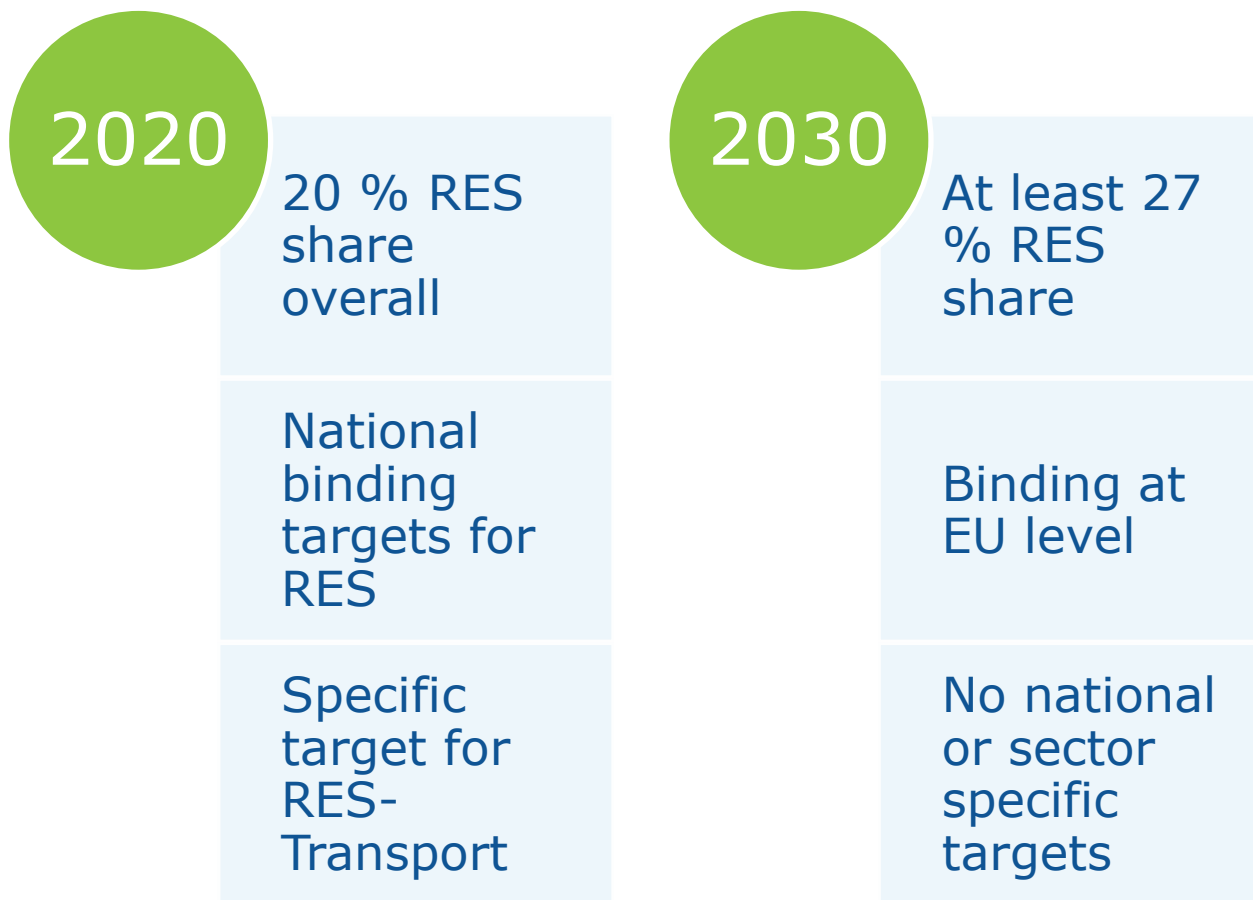 2020
20 % RES
share
overall
National
binding
targets for
RES
Specific
target for
RES-
Transport
2030
At least 27
% RES
share
Binding at
EU level
No national
or sector
specific
targets